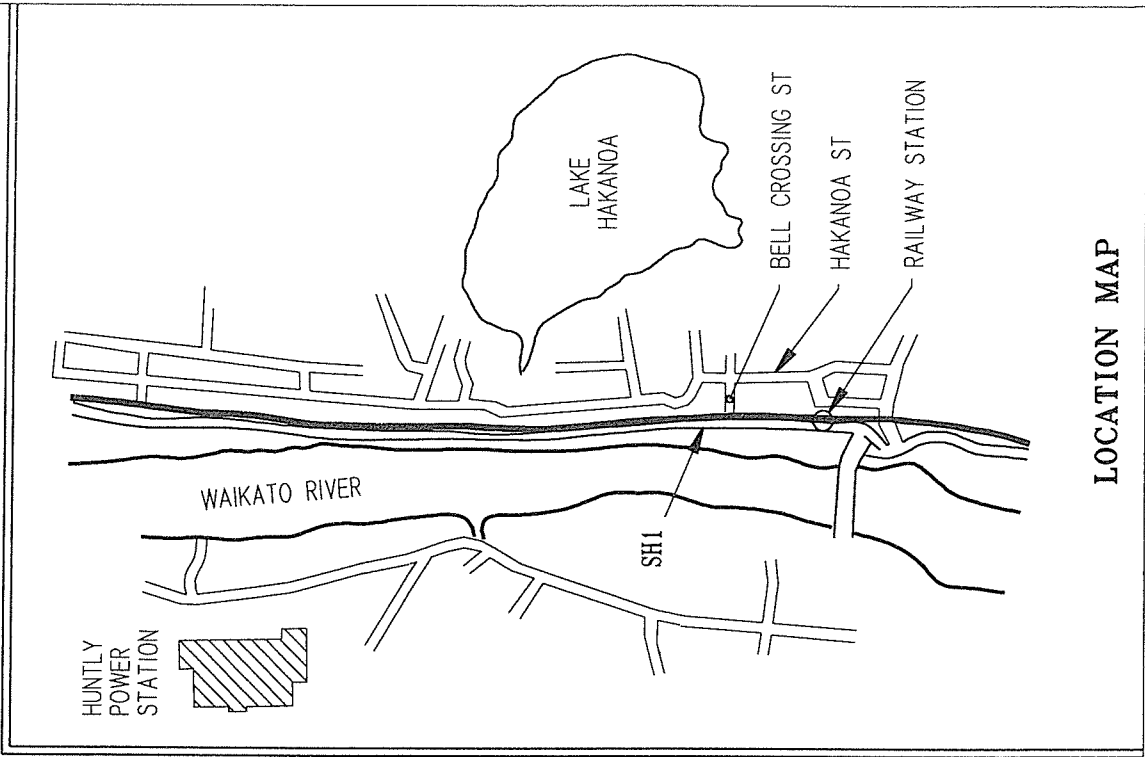 HUNTLY
POWER
STATION
WAIKATO RIVER
LAKE
HAKANOA
SH1
BELL CROSSING ST
HAKANOA ST
RAILWAY STATION
LOCATION MAP